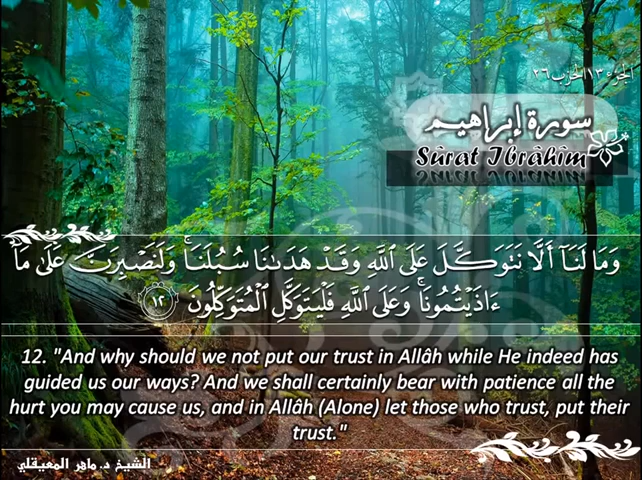 الجزء ١٣ الحزب ٢٦
سورة إبراهيم
Sûrat Ibrâhîm
وَمَا لَنَآ أَلَّا نَتَوَكَّلَ عَلَى ٱللَّهِ وَقَدْ هَدَىٰنَا سُبُلَنَا ۚ وَلَنَصْبِرَنَّ عَلَىٰ مَآ
ءَاذَيْتُمُونَا ۚ وَعَلَى ٱللَّهِ فَلْيَتَوَكَّلِ ٱلْمُتَوَكِّلُونَ ١٢
12. "And why should we not put our trust in Allâh while He indeed has
guided us our ways? And we shall certainly bear with patience all the
hurt you may cause us, and in Allâh (Alone) let those who trust, put their
trust."
الشيخ د. ماهر المعيقلي